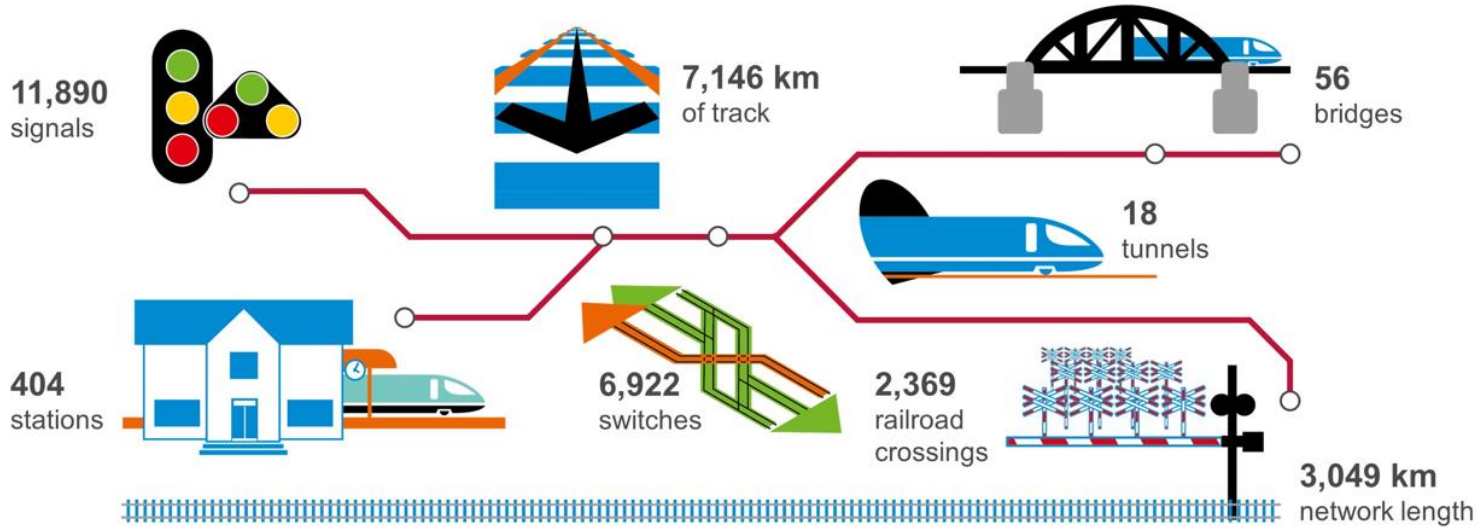 11,890
signals
7,146 km
of track
56
bridges
18
tunnels
404
stations
6,922
switches
2,369
railroad
crossings
3,049 km
network length